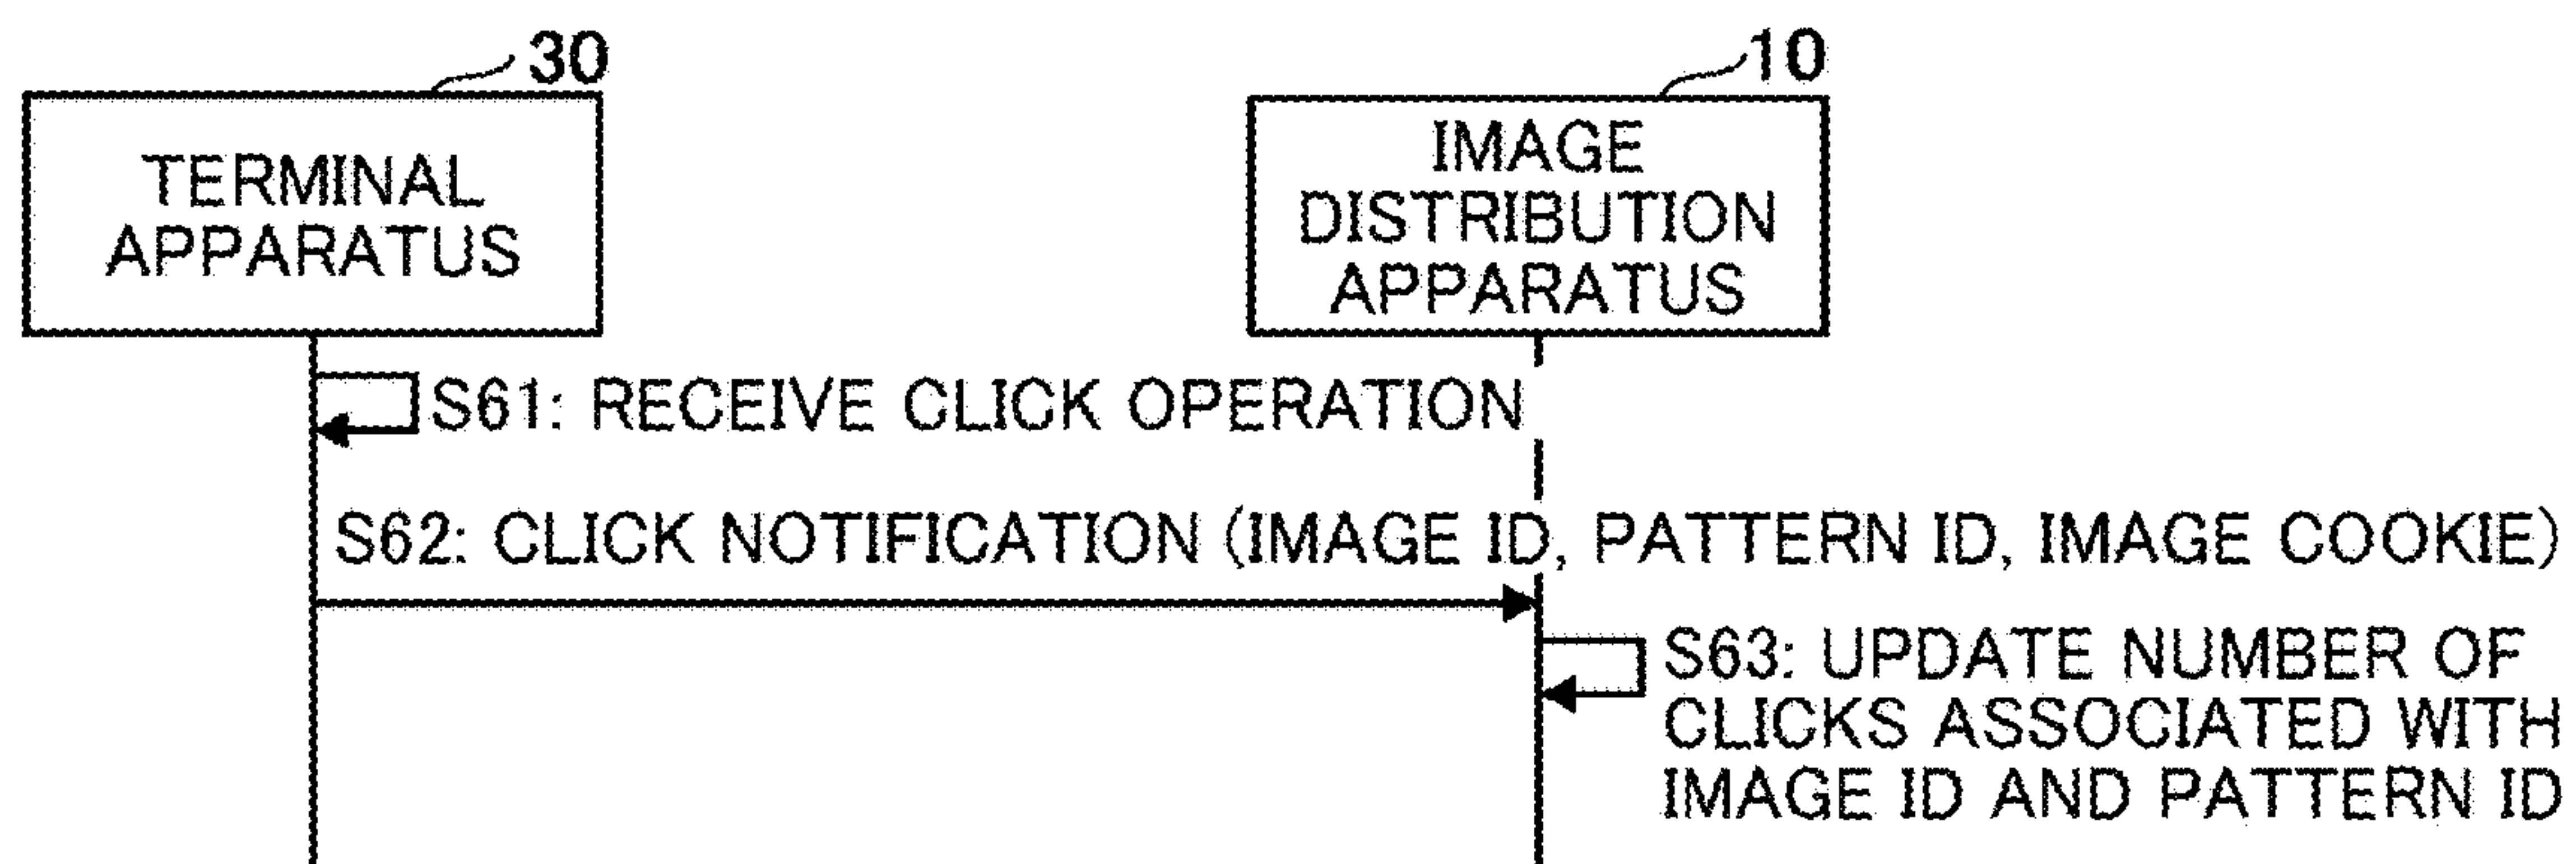 30
TERMINAL
APPARATUS
10
IMAGE
DISTRIBUTION
APPARATUS
S61: RECEIVE CLICK OPERATION
S62: CLICK NOTIFICATION (IMAGE ID, PATTERN ID, IMAGE COOKIE)
S63: UPDATE NUMBER OF
CLICKS ASSOCIATED WITH
IMAGE ID AND PATTERN ID